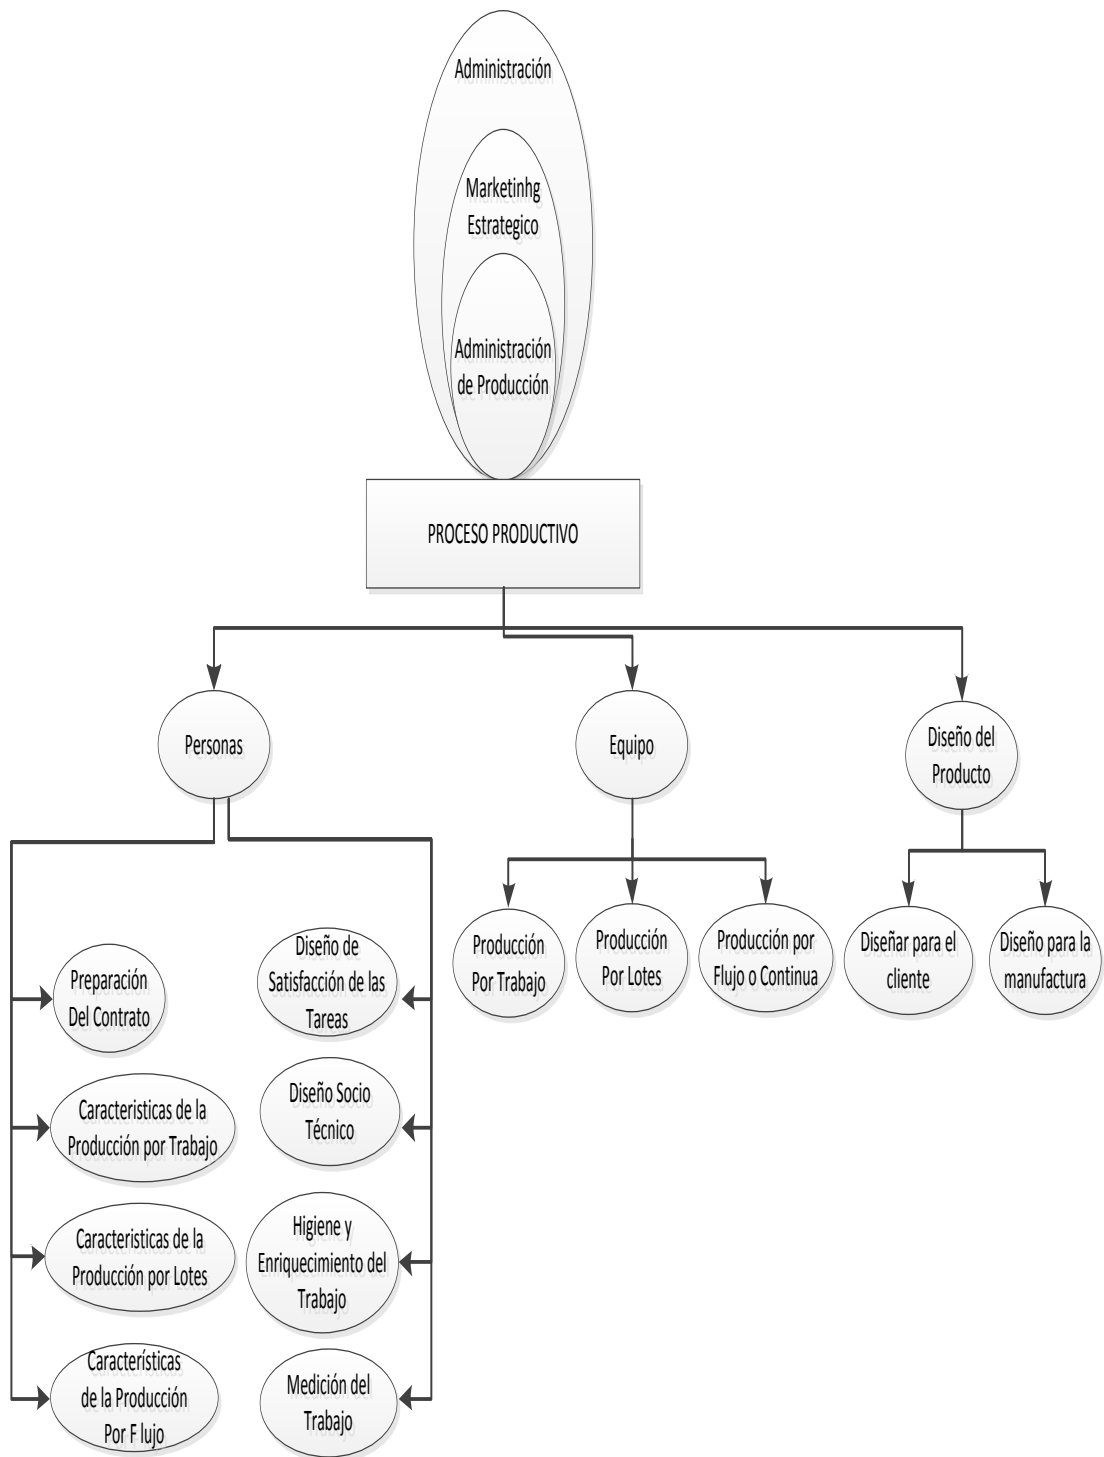 Administración
Marketinhg
Estrategico
Administración
de Producción
PROCESO PRODUCTIVO
Personas
Equipo
Diseño del
Producto
Preparación
Del Contrato
Caracteristicas de la
Producción por Trabajo
Caracteristicas de la
Producción por Lotes
Características
de la Producción
Por F lujo
Diseño de
Satisfacción de las
Tareas
Diseño Socio
Técnico
Higiene y
Enriquecimiento del
Trabajo
Medición del
Trabajo
Producción
Por Trabajo
Producción
Por Lotes
Producción por
Flujo o Continua
Diseñar para el
cliente
Diseño para la
manufactura